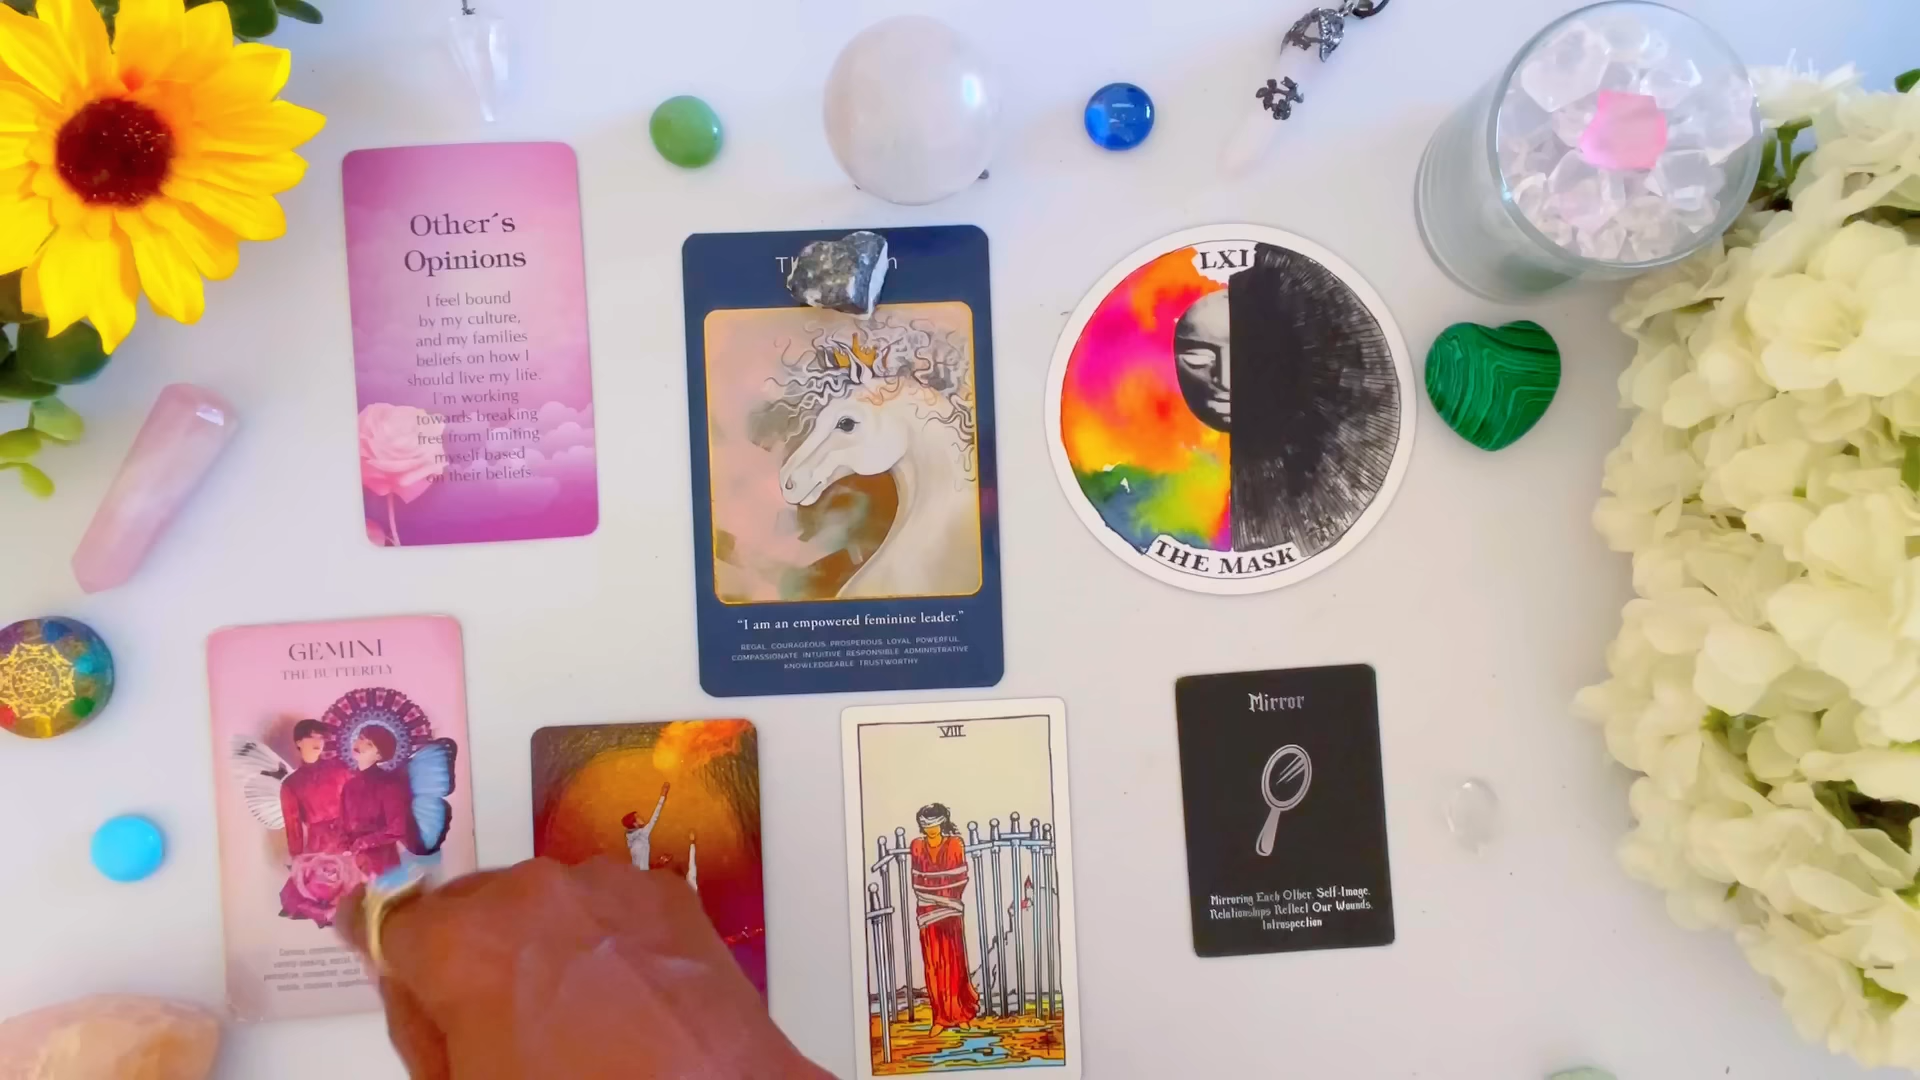 Other´s
Opinions
I feel bound
by my culture,
and my families
beliefs on how I
should live my life.
I´m working
towards breaking
free from limiting
myself based
on their beliefs.
"I am an empowered feminine leader."
REGAL COURAGEOUS PROSPEROUS LOYAL POWERFUL
COMPASSIONATE INTUITIVE RESPONSIBLE ADMINISTRATIVE
KNOWLEDGEABLE TRUSTWORTHY
LXI
THE MASK
GEMINI
THE BUTTERFLY
VIII
Mirror
Mirroring Each Other. Self-Image.
Relationships Reflect Our Wounds.
Introspection